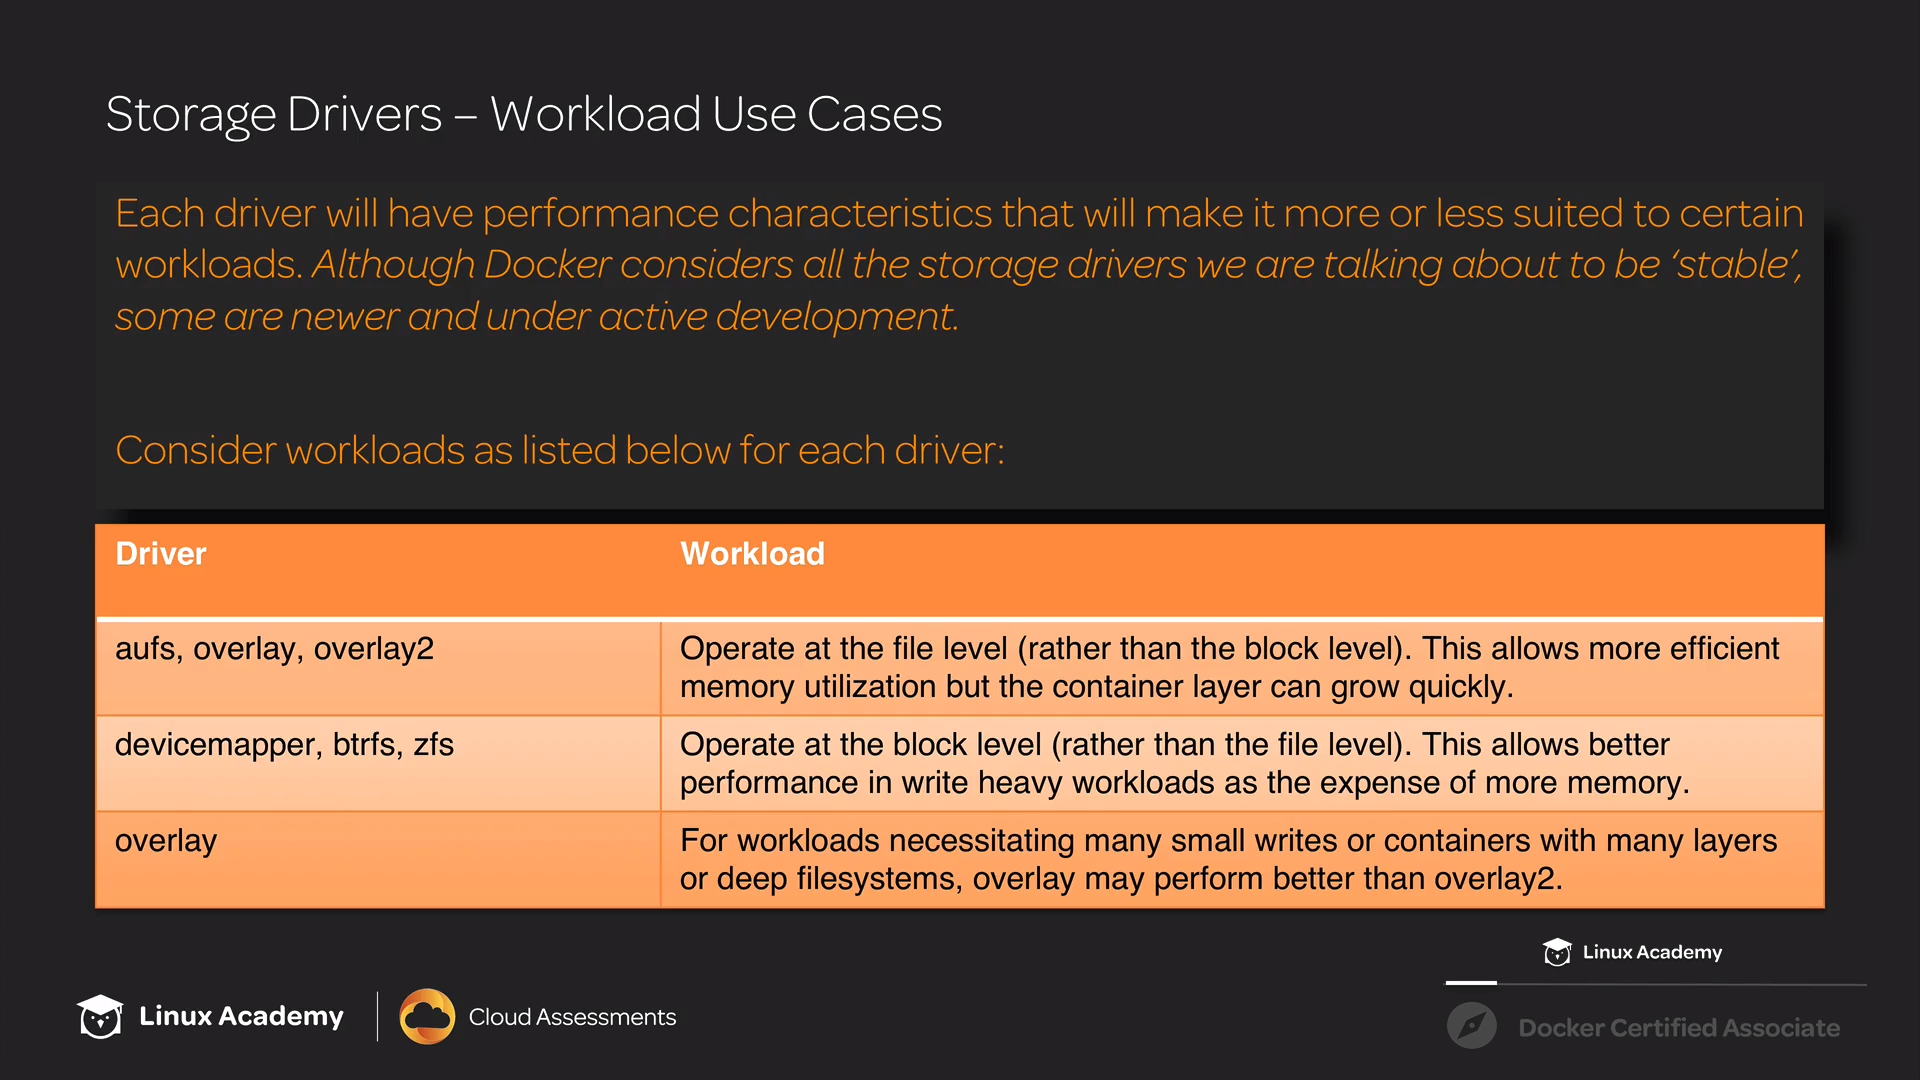 Storage Drivers – Workload Use Cases
Each driver will have performance characteristics that will make it more or less suited to certain
workloads. Although Docker considers all the storage drivers we are talking about to be ‘stable’,
some are newer and under active development.
Consider workloads as listed below for each driver:
Driver
Workload
aufs, overlay, overlay2
Operate at the file level (rather than the block level). This allows more efficient
memory utilization but the container layer can grow quickly.
devicemapper, btrfs, zfs
Operate at the block level (rather than the file level). This allows better
performance in write heavy workloads as the expense of more memory.
overlay
For workloads necessitating many small writes or containers with many layers
or deep filesystems, overlay may perform better than overlay2.
Linux Academy
Linux Academy
Cloud Assessments
Docker Certified Associate